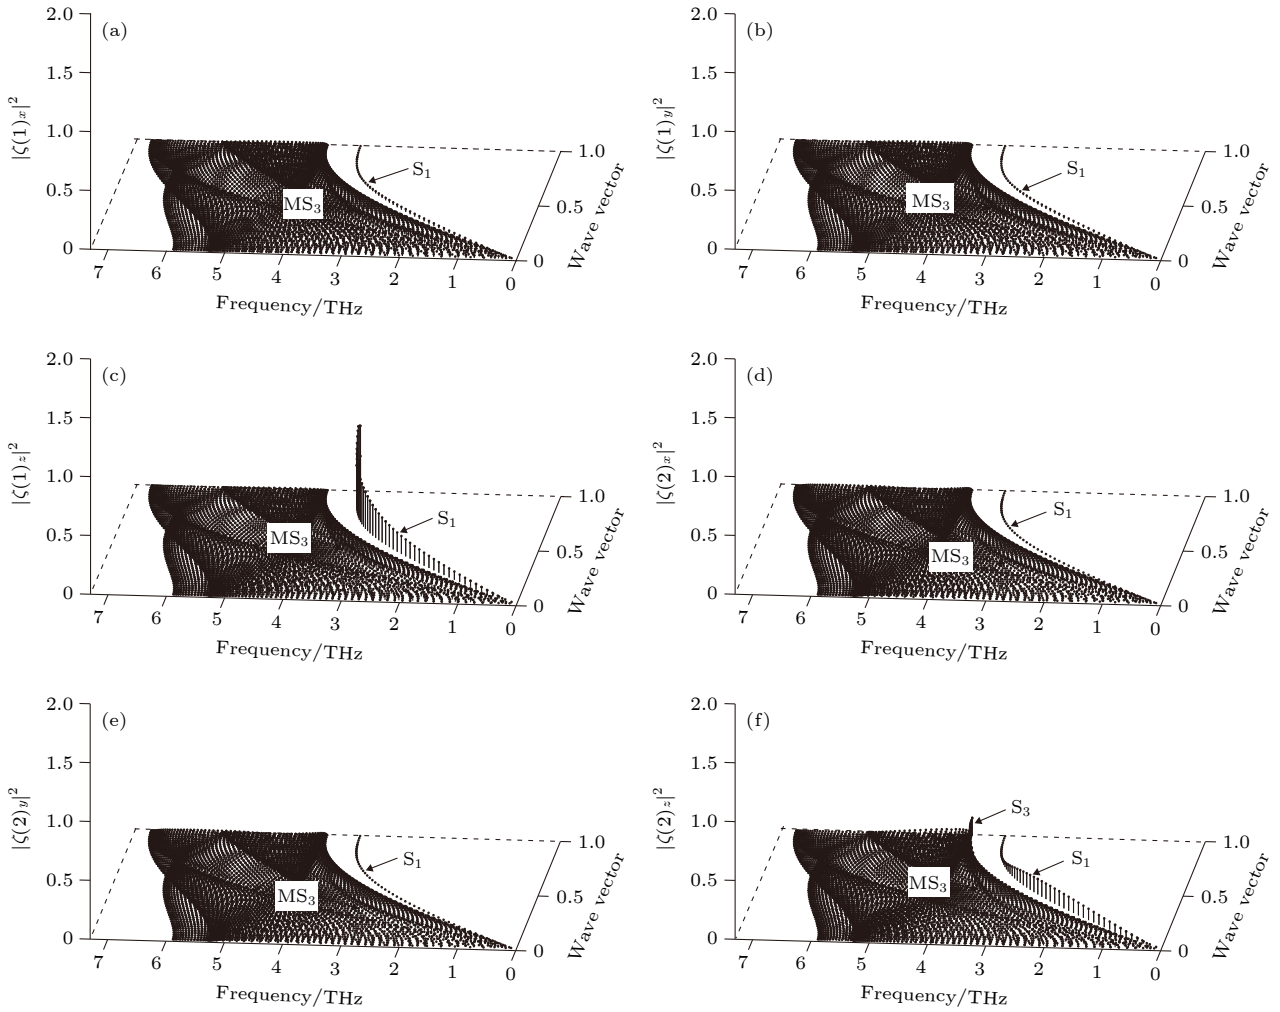 (a)
2.0
1.5
1.0
0.5
0
|ζ(1)x|²
S₁
MS₃
7 6 5 4 3 2 1 0
Frequency/THz
1.0
0.5
0
Wave vector
(b)
2.0
1.5
1.0
0.5
0
|ζ(1)y|²
S₁
MS₃
7 6 5 4 3 2 1 0
Frequency/THz
1.0
0.5
0
Wave vector
(c)
2.0
1.5
1.0
0.5
0
|ζ(1)z|²
S₁
MS₃
7 6 5 4 3 2 1 0
Frequency/THz
1.0
0.5
0
Wave vector
(d)
2.0
1.5
1.0
0.5
0
|ζ(2)x|²
S₁
MS₃
7 6 5 4 3 2 1 0
Frequency/THz
1.0
0.5
0
Wave vector
(e)
2.0
1.5
1.0
0.5
0
|ζ(2)y|²
S₁
MS₃
7 6 5 4 3 2 1 0
Frequency/THz
1.0
0.5
0
Wave vector
(f)
2.0
1.5
1.0
0.5
0
|ζ(2)z|²
S₃
S₁
MS₃
7 6 5 4 3 2 1 0
Frequency/THz
1.0
0.5
0
Wave vector